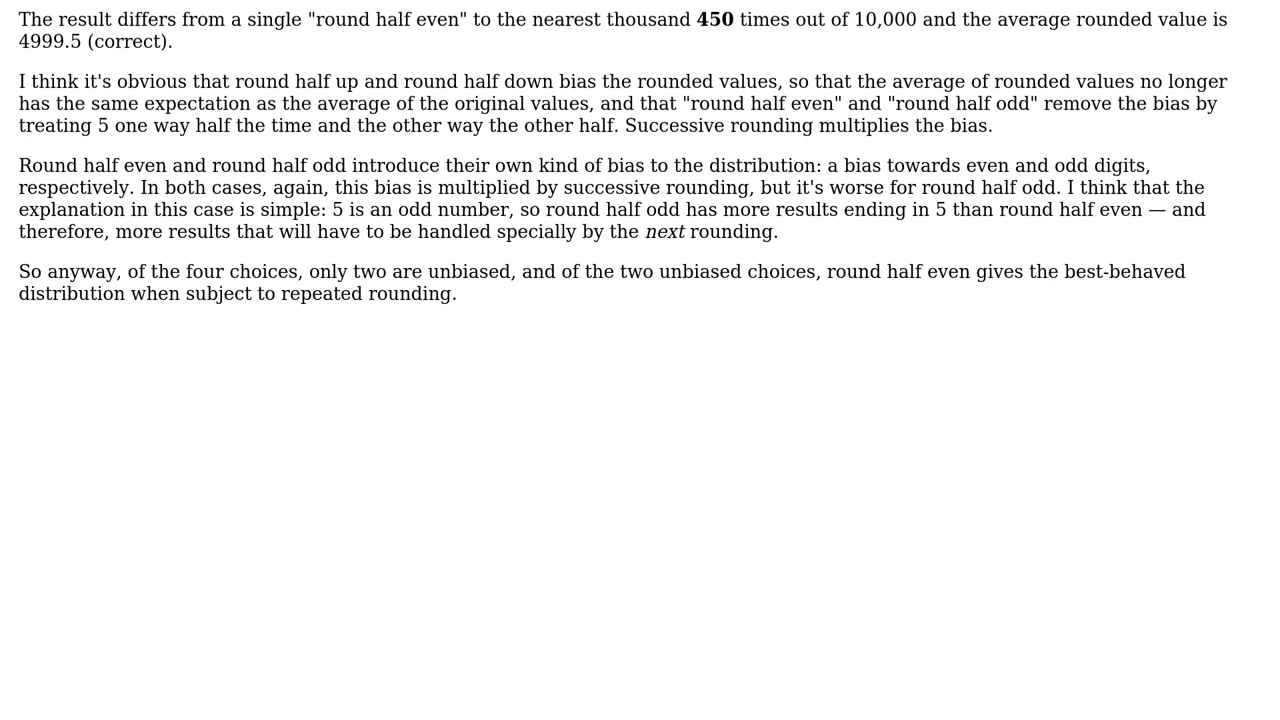 The result differs from a single "round half even" to the nearest thousand 450 times out of 10,000 and the average rounded value is
4999.5 (correct).
I think it's obvious that round half up and round half down bias the rounded values, so that the average of rounded values no longer
has the same expectation as the average of the original values, and that "round half even" and "round half odd" remove the bias by
treating 5 one way half the time and the other way the other half. Successive rounding multiplies the bias.
Round half even and round half odd introduce their own kind of bias to the distribution: a bias towards even and odd digits,
respectively. In both cases, again, this bias is multiplied by successive rounding, but it's worse for round half odd. I think that the
explanation in this case is simple: 5 is an odd number, so round half odd has more results ending in 5 than round half even — and
therefore, more results that will have to be handled specially by the next rounding.
So anyway, of the four choices, only two are unbiased, and of the two unbiased choices, round half even gives the best-behaved
distribution when subject to repeated rounding.